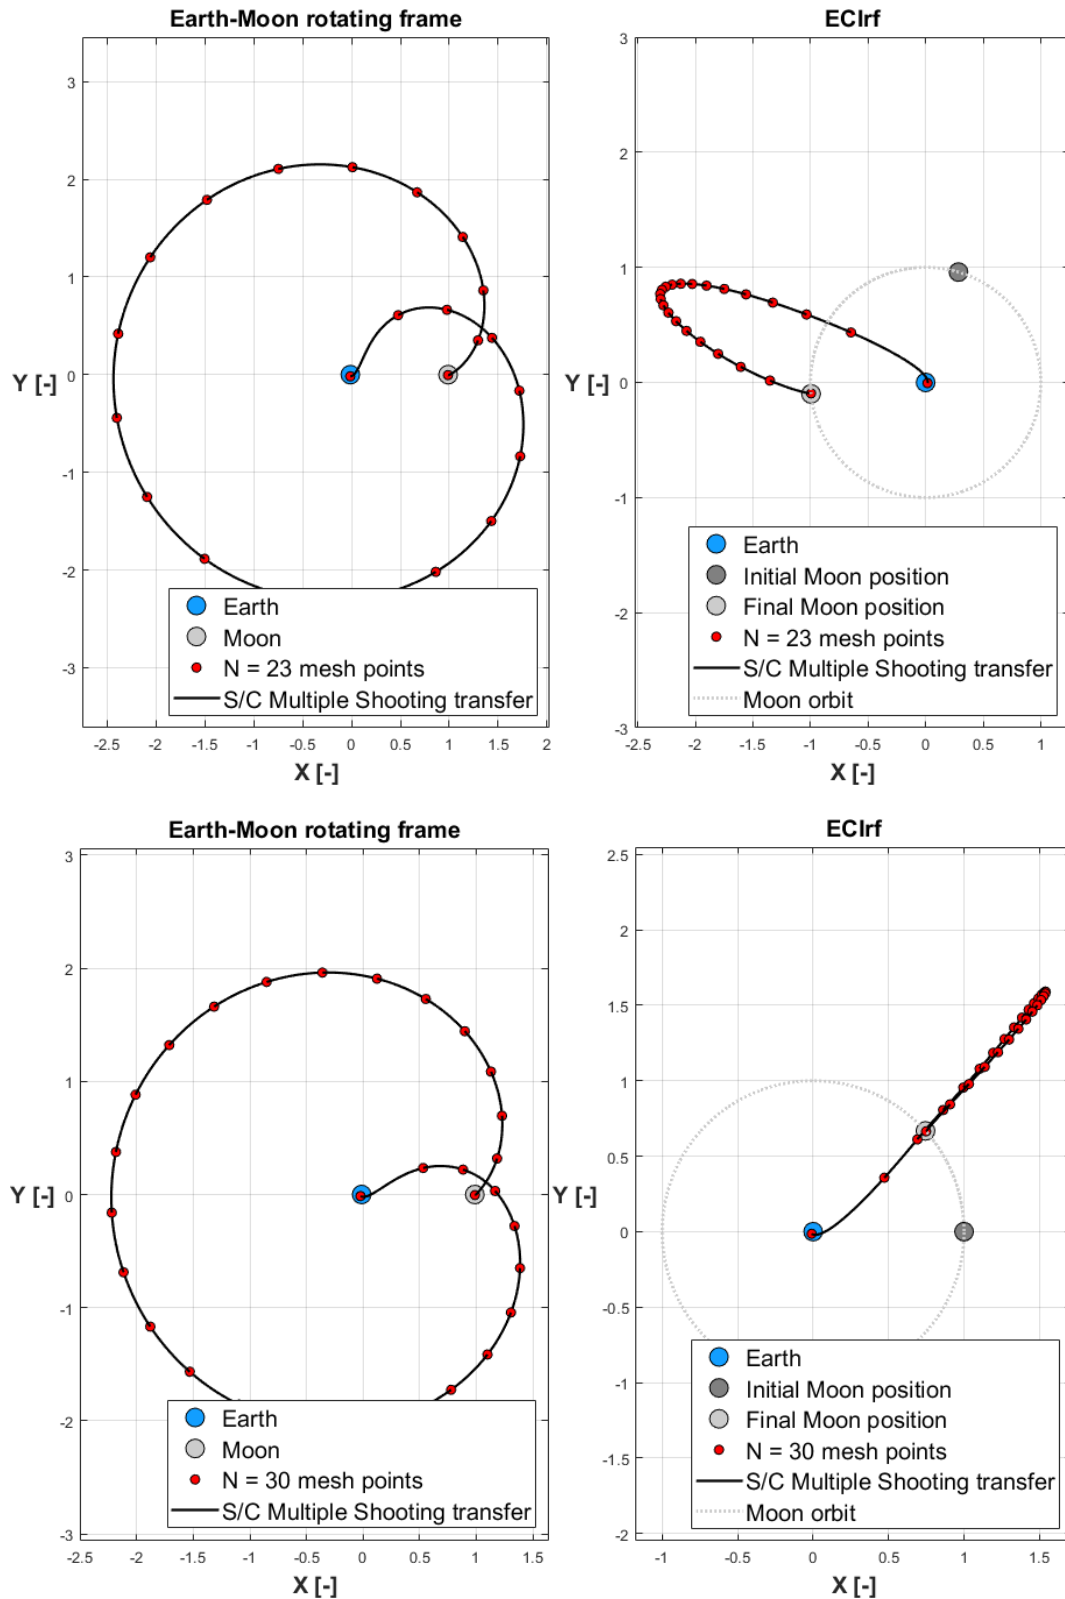 Earth-Moon rotating frame
3
2
1
Y [-]
0
-1
-2
-3
Earth
Moon
N = 23 mesh points
S/C Multiple Shooting transfer
-2.5 -2 -1.5 -1 -0.5 0 0.5 1 1.5 2
X [-]
ECIrf
3
2
1
Y [-]
0
-1
-2
-3
Earth
Initial Moon position
Final Moon position
N = 23 mesh points
S/C Multiple Shooting transfer
Moon orbit
-2.5 -2 -1.5 -1 -0.5 0 0.5 1
X [-]
Earth-Moon rotating frame
3
2
1
Y [-]
0
-1
-2
-3
Earth
Moon
N = 30 mesh points
S/C Multiple Shooting transfer
-2.5 -2 -1.5 -1 -0.5 0 0.5 1 1.5
X [-]
ECIrf
2.5
2
1.5
1
0.5
Y [-]
0
-0.5
-1
-1.5
-2
Earth
Initial Moon position
Final Moon position
N = 30 mesh points
S/C Multiple Shooting transfer
Moon orbit
-1 -0.5 0 0.5 1 1.5
X [-]